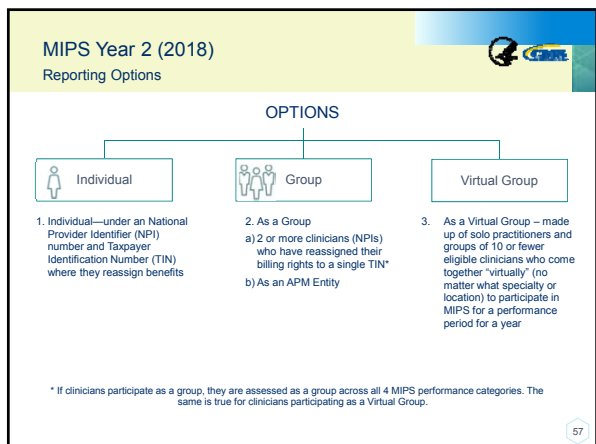 MIPS Year 2 (2018)
Reporting Options
CMS
OPTIONS
Individual
Group
Virtual Group
1. Individual—under an National
Provider Identifier (NPI)
number and Taxpayer
Identification Number (TIN)
where they reassign benefits
2. As a Group
a) 2 or more clinicians (NPIs)
who have reassigned their
billing rights to a single TIN*
b) As an APM Entity
3. As a Virtual Group – made
up of solo practitioners and
groups of 10 or fewer
eligible clinicians who come
together “virtually” (no
matter what specialty or
location) to participate in
MIPS for a performance
period for a year
* If clinicians participate as a group, they are assessed as a group across all 4 MIPS performance categories. The
same is true for clinicians participating as a Virtual Group.
57